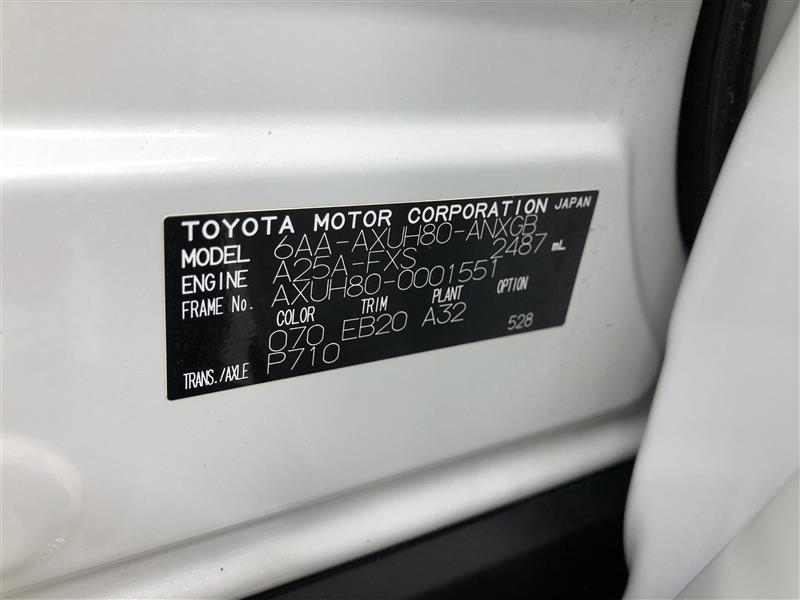 TOYOTA MOTOR CORPORATION JAPAN
MODEL 6AA-AXUH80-ANXGB
ENGINE A25A-FXS 2487 mL
FRAME No. AXUH80-0001551
COLOR TRIM PLANT OPTION
070 EB20 A32 528
TRANS./AXLE P710